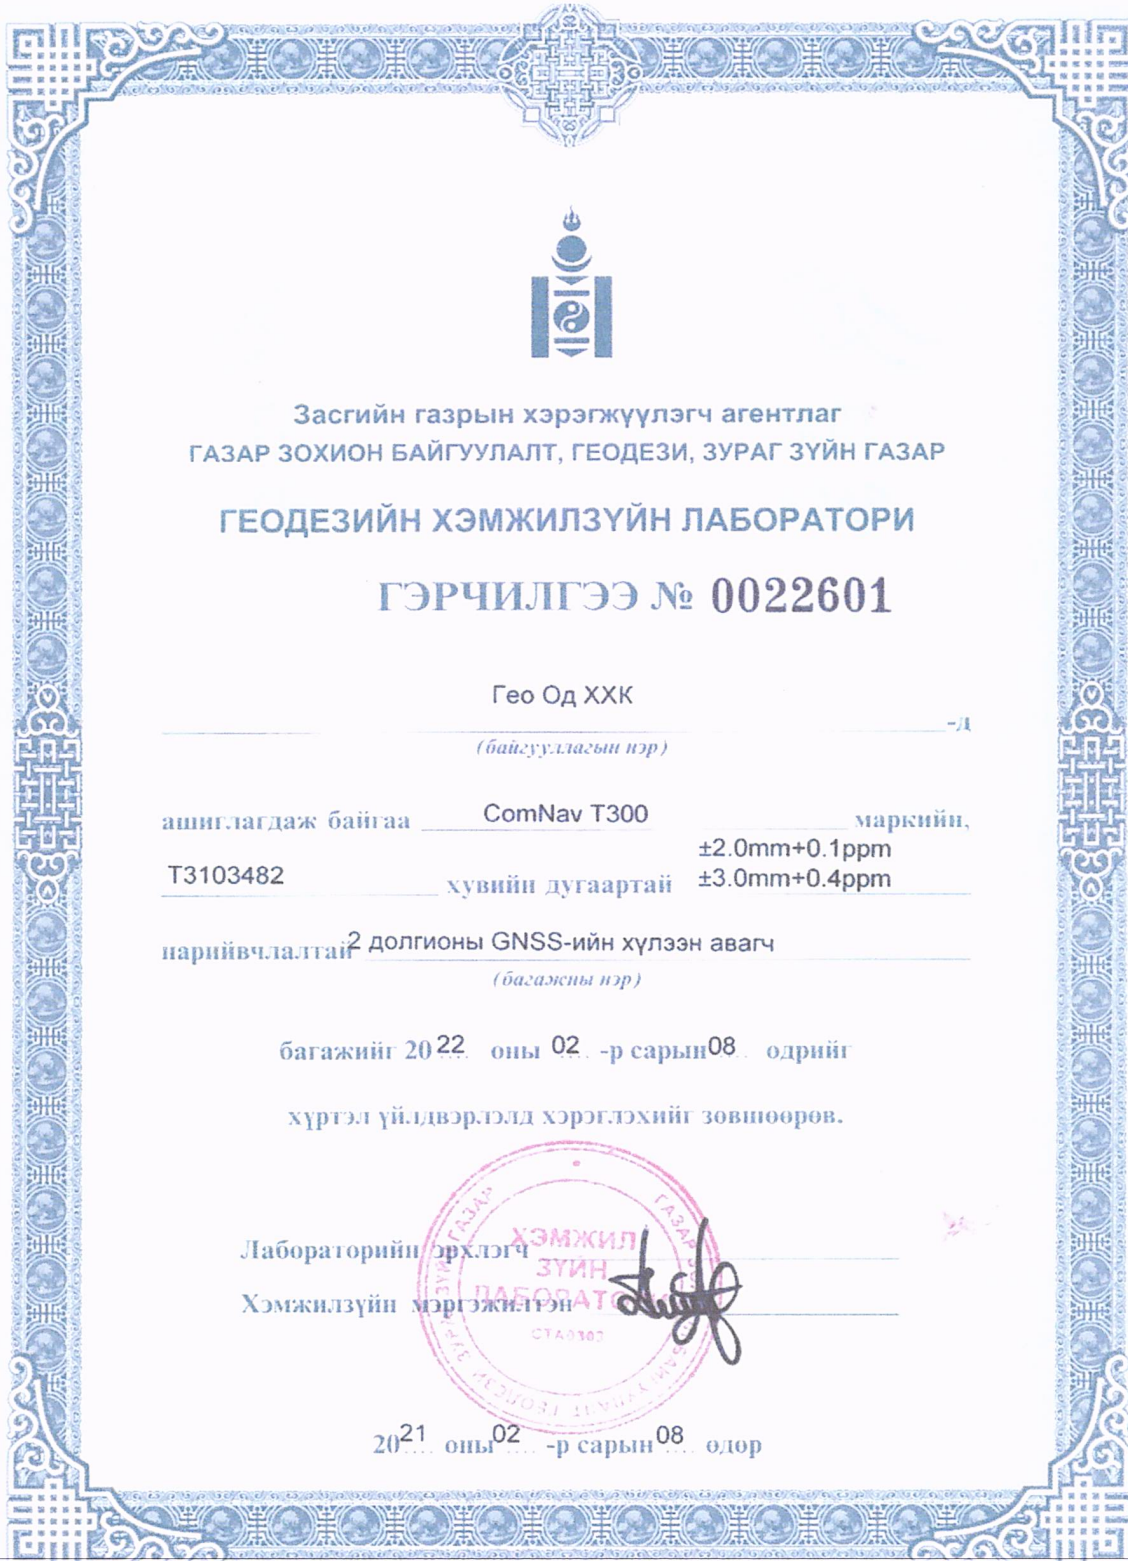 Засгийн газрын хэрэгжүүлэгч агентлаг
ГАЗАР ЗОХИОН БАЙГУУЛАЛТ, ГЕОДЕЗИ, ЗУРАГ ЗҮЙН ГАЗАР
ГЕОДЕЗИЙН ХЭМЖИЛЗҮЙН ЛАБОРАТОРИ
ГЭРЧИЛГЭЭ № 0022601
Гео Од ХХК
-д
(байгууллагын нэр)
ашиглагдаж байгаа ComNav T300 маркийн,
±2.0mm+0.1ppm
T3103482 хувийн дугаартай ±3.0mm+0.4ppm
нарийвчлалтай 2 долгионы GNSS-ийн хүлээн авагч
(багажны нэр)
багажийг 2022 оны 02 -р сарын 08 өдрийг
хүртэл үйлдвэрлэлд хэрэглэхийг зөвшөөрөв.
ХЭМЖИЛ
Лабораторийн эрхлэгч
ЗҮЙН
Хэмжилзүйн мэргэжилтэн
2021 оны 02 -р сарын 08 өдөр